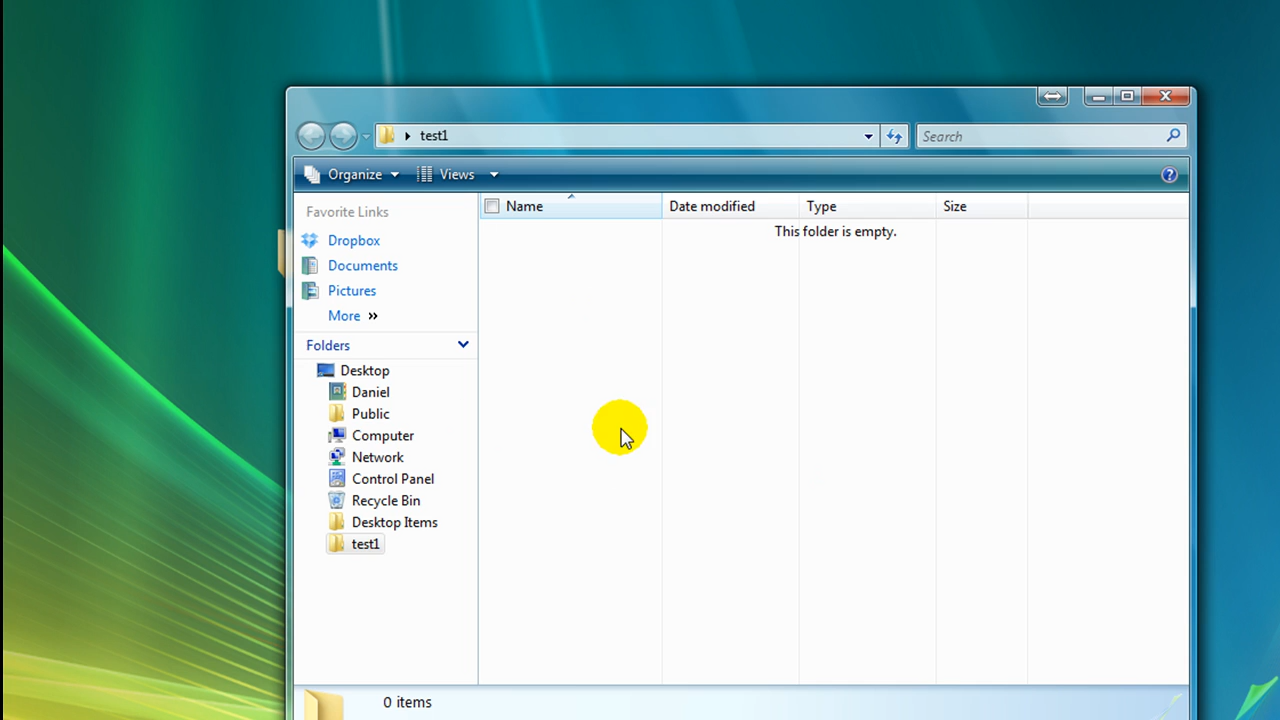 test1
Search
Organize
Views
?
Favorite Links
Dropbox
Documents
Pictures
More »
Folders
Desktop
Daniel
Public
Computer
Network
Control Panel
Recycle Bin
Desktop Items
test1
Name
Date modified
Type
Size
This folder is empty.
0 items